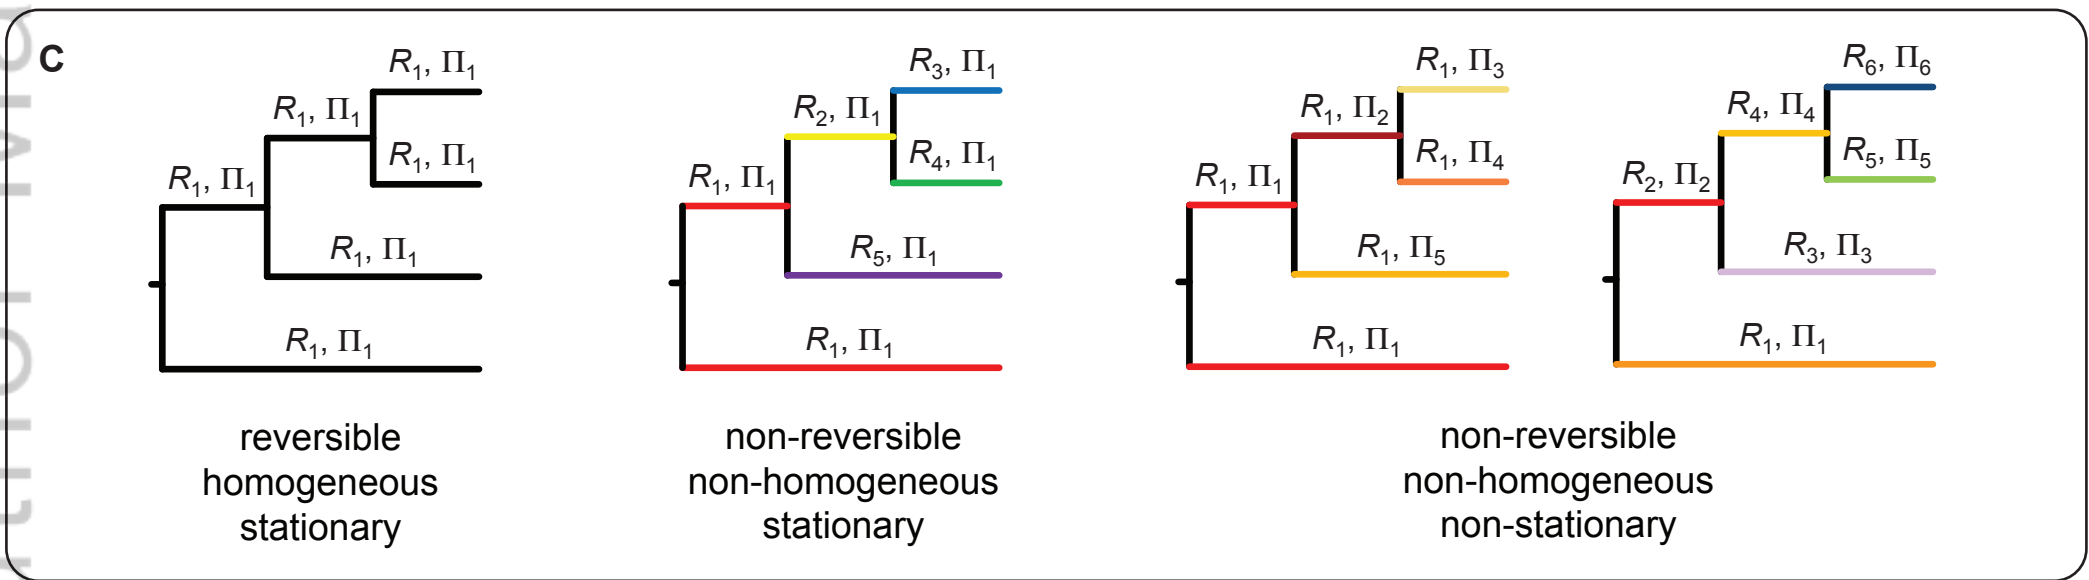 C
R1, Π1
R1, Π1
R1, Π1
R1, Π1
R1, Π1
R1, Π1
reversible
homogeneous
stationary
R3, Π1
R2, Π1
R4, Π1
R1, Π1
R5, Π1
R1, Π1
non-reversible
non-homogeneous
stationary
R1, Π3
R1, Π2
R1, Π4
R1, Π1
R1, Π5
R1, Π1
R6, Π6
R4, Π4
R5, Π5
R2, Π2
R3, Π3
R1, Π1
non-reversible
non-homogeneous
non-stationary